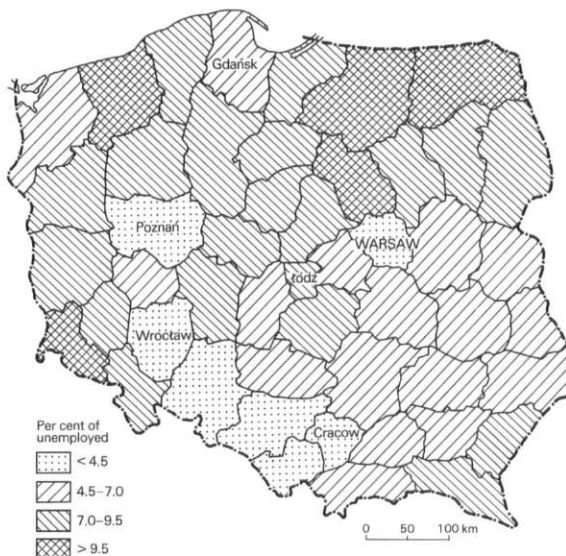 Gdańsk
Poznań
WARSAW
Łódź
Wrocław
Cracow
Per cent of
unemployed
< 4.5
4.5–7.0
7.0–9.5
> 9.5
0 50 100 km